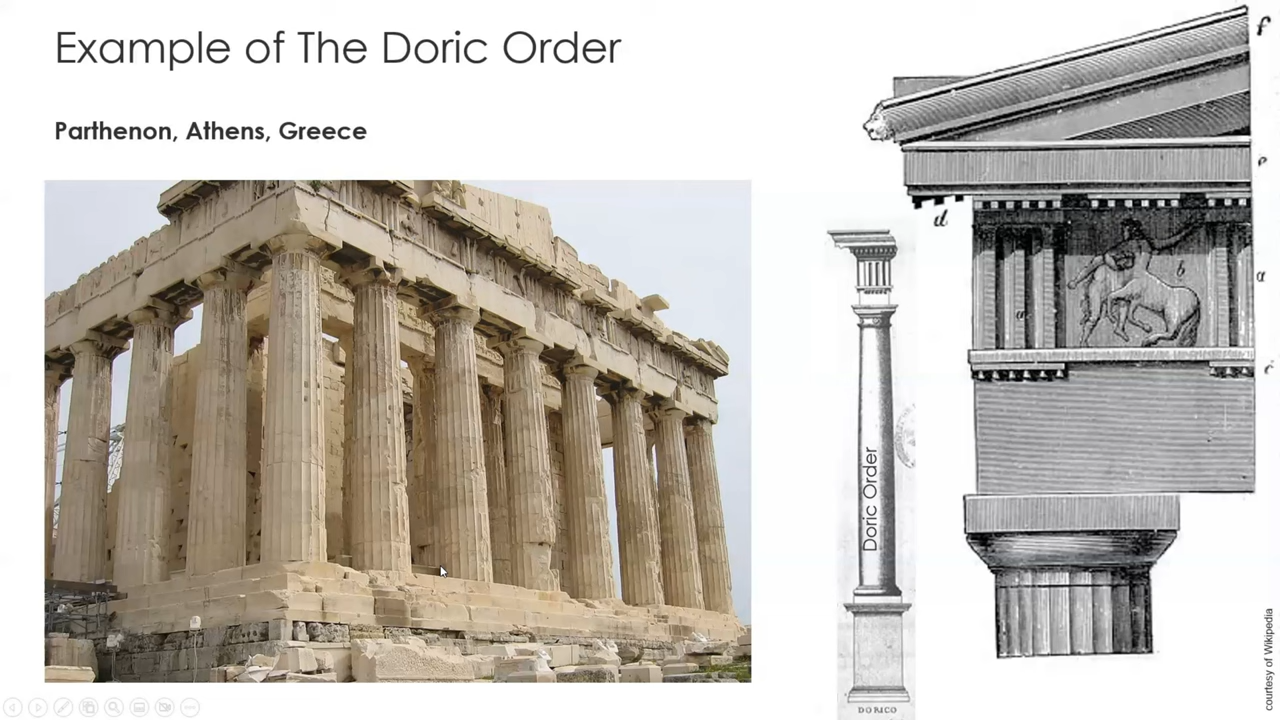 Example of The Doric Order
Parthenon, Athens, Greece
f
e
d
b
a
a
c
Doric Order
DORICO
courtesy of Wikipedia